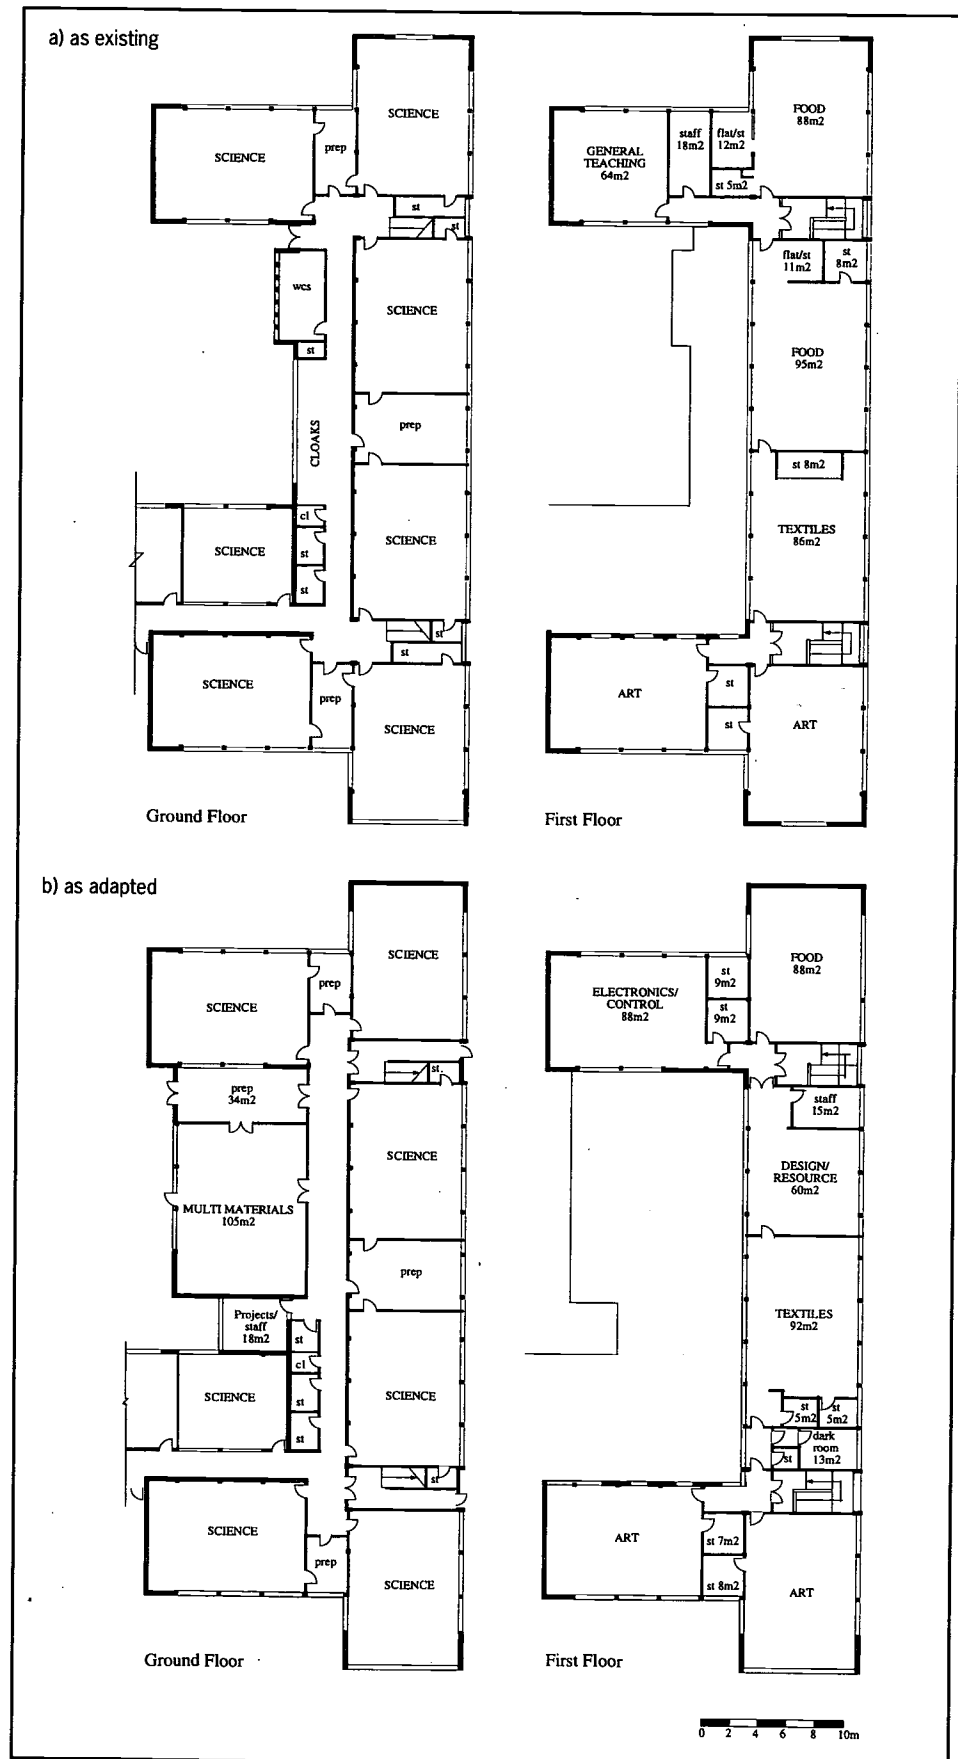 a) as existing
SCIENCE
SCIENCE
prep
st
st
wcs
SCIENCE
st
CLOAKS
prep
cl
SCIENCE
st
SCIENCE
st
st
st
SCIENCE
prep
SCIENCE
Ground Floor
FOOD
88m2
staff
18m2
flat/st
12m2
GENERAL
TEACHING
64m2
st 5m2
flat/st
11m2
st
8m2
FOOD
95m2
st 8m2
TEXTILES
86m2
ART
st
st
ART
First Floor
b) as adapted
SCIENCE
SCIENCE
prep
st
prep
34m2
SCIENCE
MULTI MATERIALS
105m2
prep
Projects/
staff
18m2
st
cl
SCIENCE
st
SCIENCE
st
st
SCIENCE
prep
SCIENCE
Ground Floor
FOOD
88m2
st
9m2
ELECTRONICS/
CONTROL
88m2
st
9m2
staff
15m2
DESIGN/
RESOURCE
60m2
TEXTILES
92m2
st
5m2
st
5m2
dark
room
13m2
st
ART
st 7m2
st 8m2
ART
First Floor
0 2 4 6 8 10m